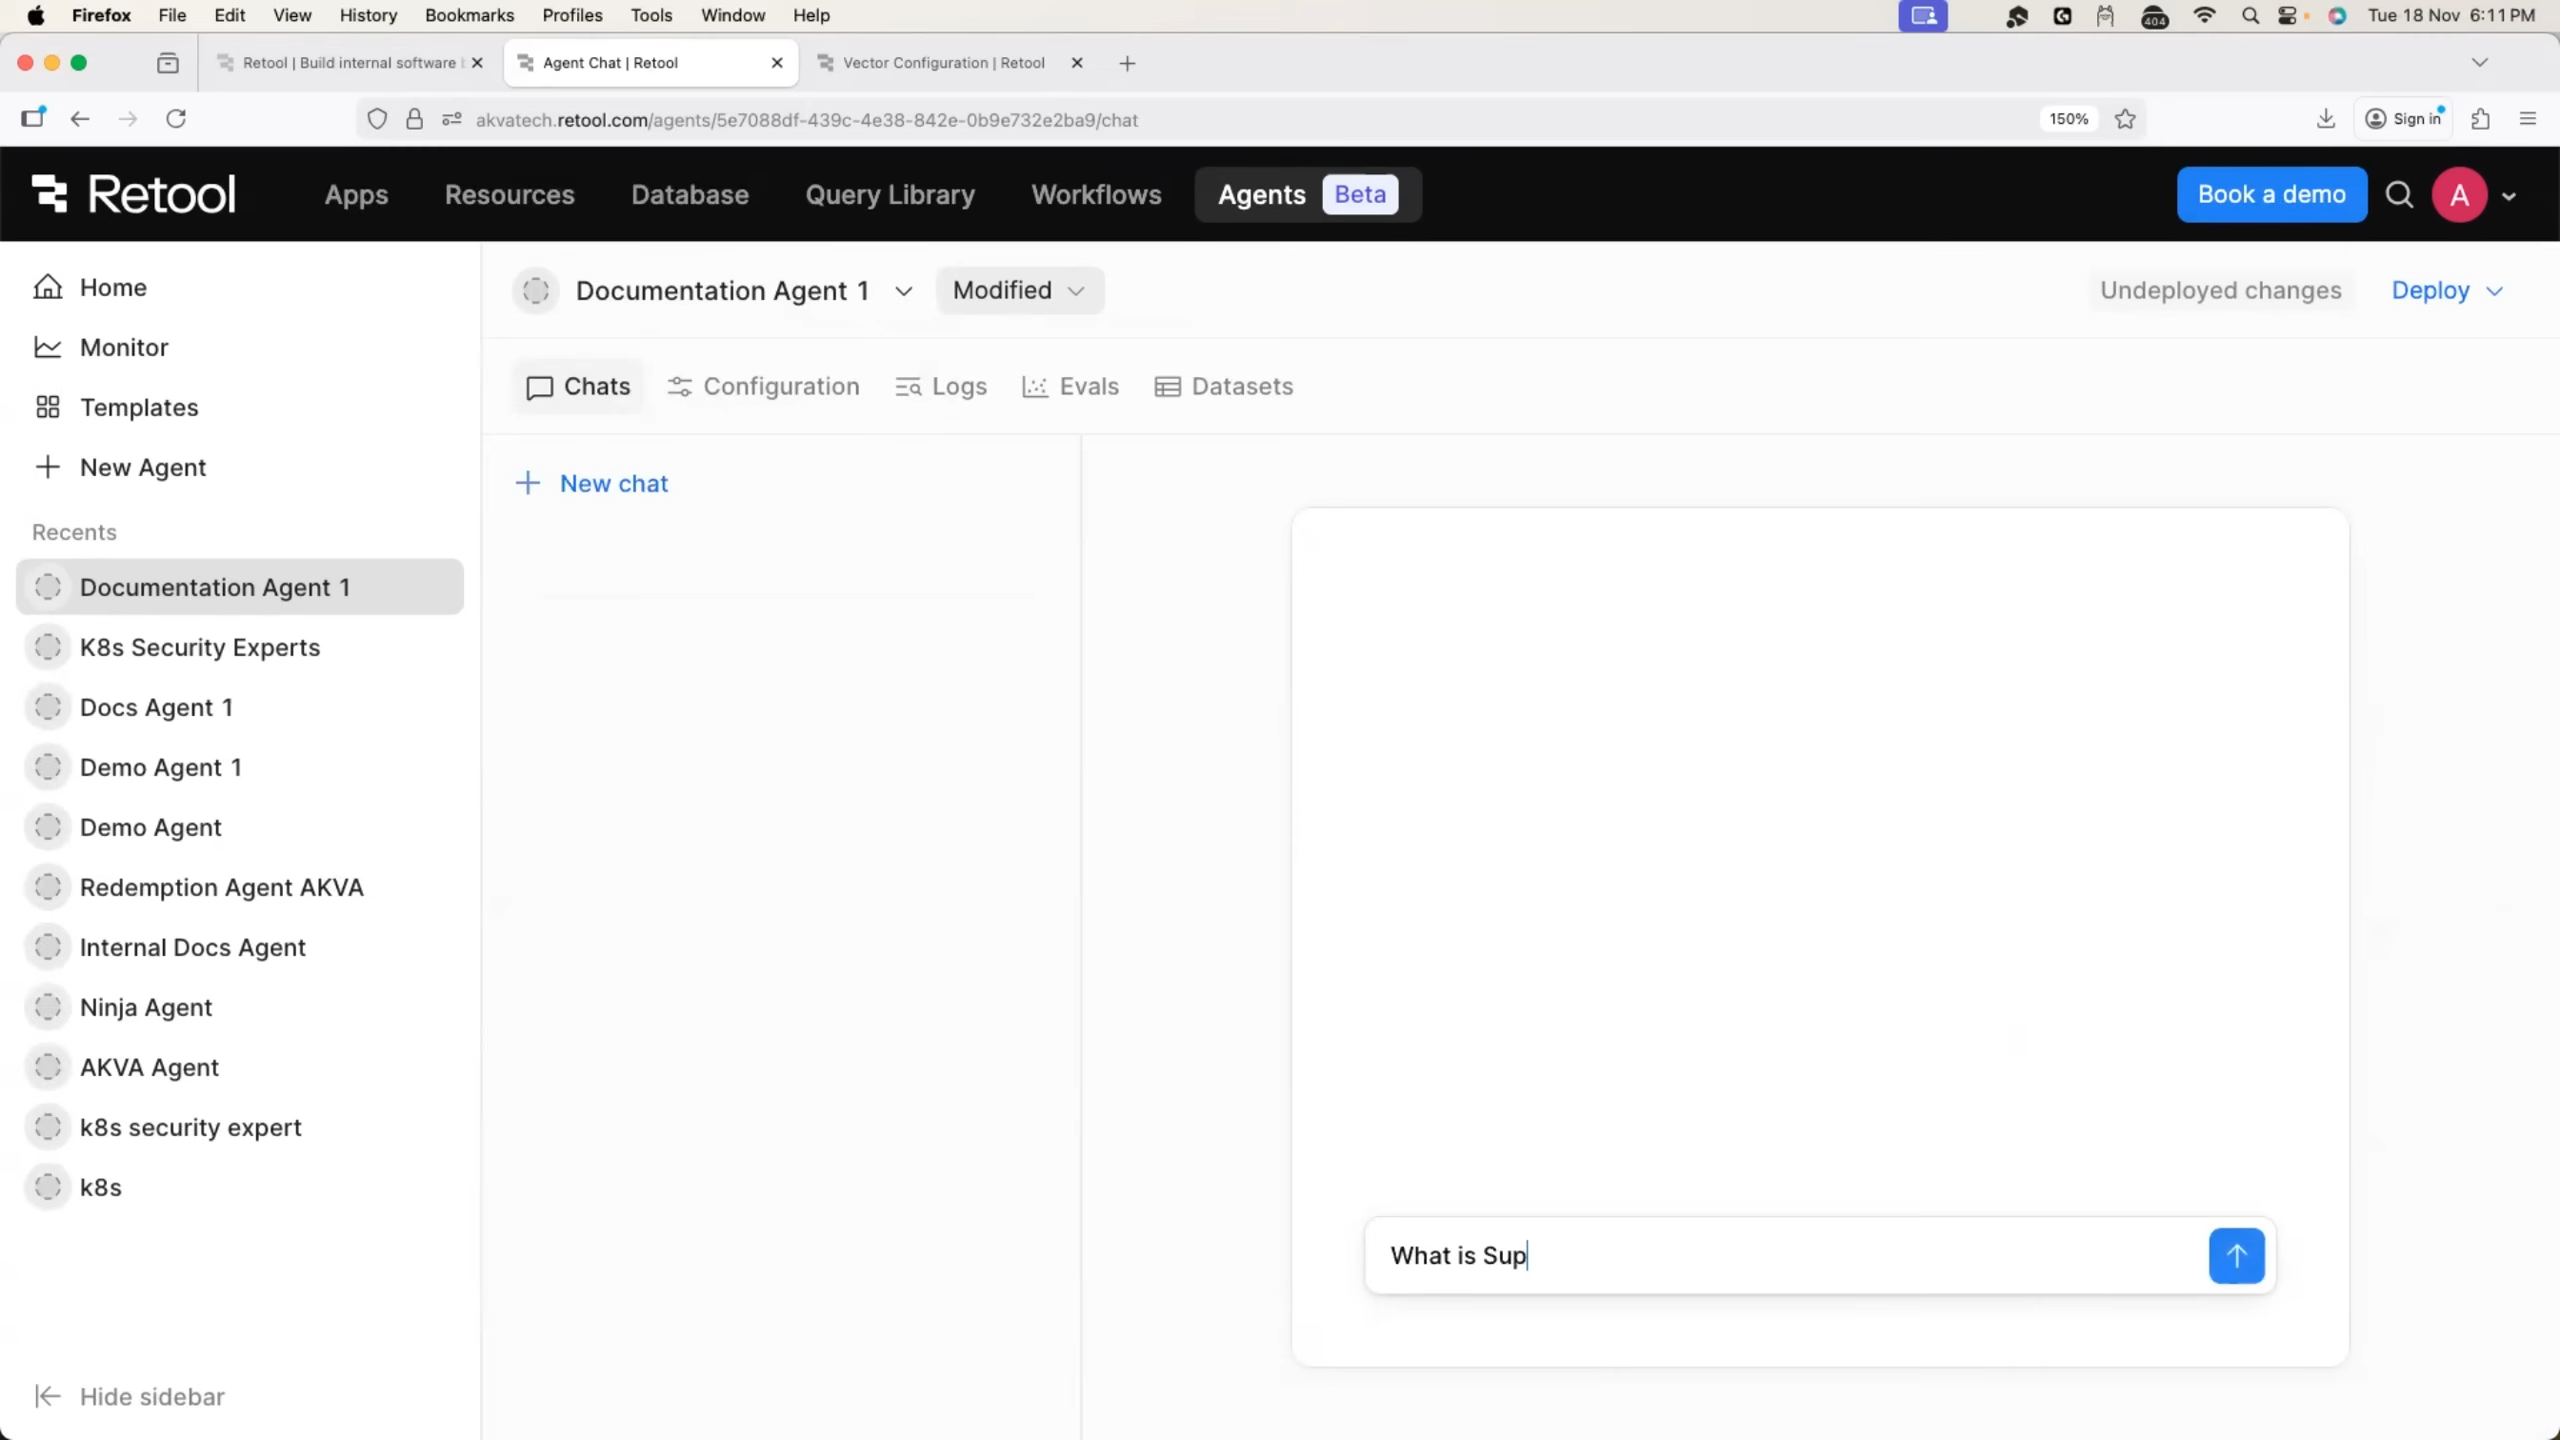 Firefox File Edit View History Bookmarks Profiles Tools Window Help 404 Tue 18 Nov 6:11 PM
Retool | Build internal software Agent Chat | Retool Vector Configuration | Retool
akvatech.retool.com/agents/5e7088df-439c-4e38-842e-0b9e732e2ba9/chat 150% Sign in
Retool Apps Resources Database Query Library Workflows Agents Beta Book a demo A
Home
Monitor
Templates
New Agent
Recents
Documentation Agent 1
K8s Security Experts
Docs Agent 1
Demo Agent 1
Demo Agent
Redemption Agent AKVA
Internal Docs Agent
Ninja Agent
AKVA Agent
k8s security expert
k8s
Hide sidebar
Documentation Agent 1 Modified Undeployed changes Deploy
Chats Configuration Logs Evals Datasets
New chat
What is Sup